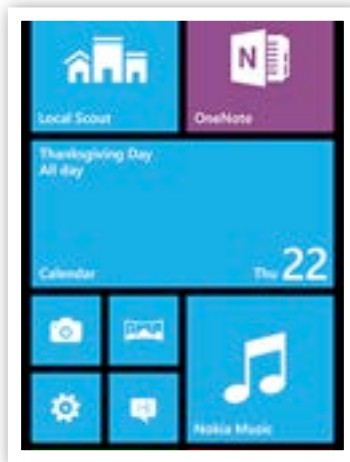 N
Local Scout
OneNote
Thanksgiving Day
All day
Calendar
Thu 22
Nokia Music